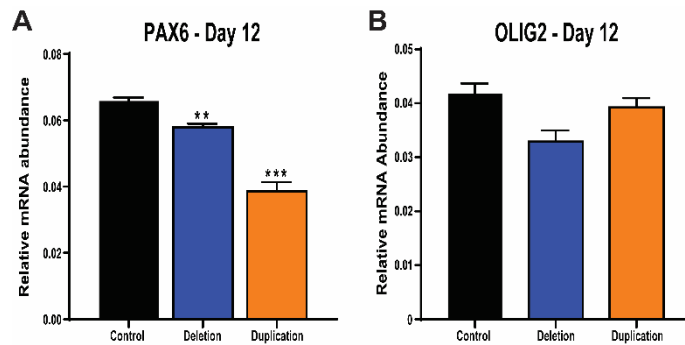 A
PAX6 - Day 12
Relative mRNA abundance
0.08
0.06
0.04
0.02
0.00
**
***
Control
Deletion
Duplication
B
OLIG2 - Day 12
Relative mRNA Abundance
0.05
0.04
0.03
0.02
0.01
0
Control
Deletion
Duplication